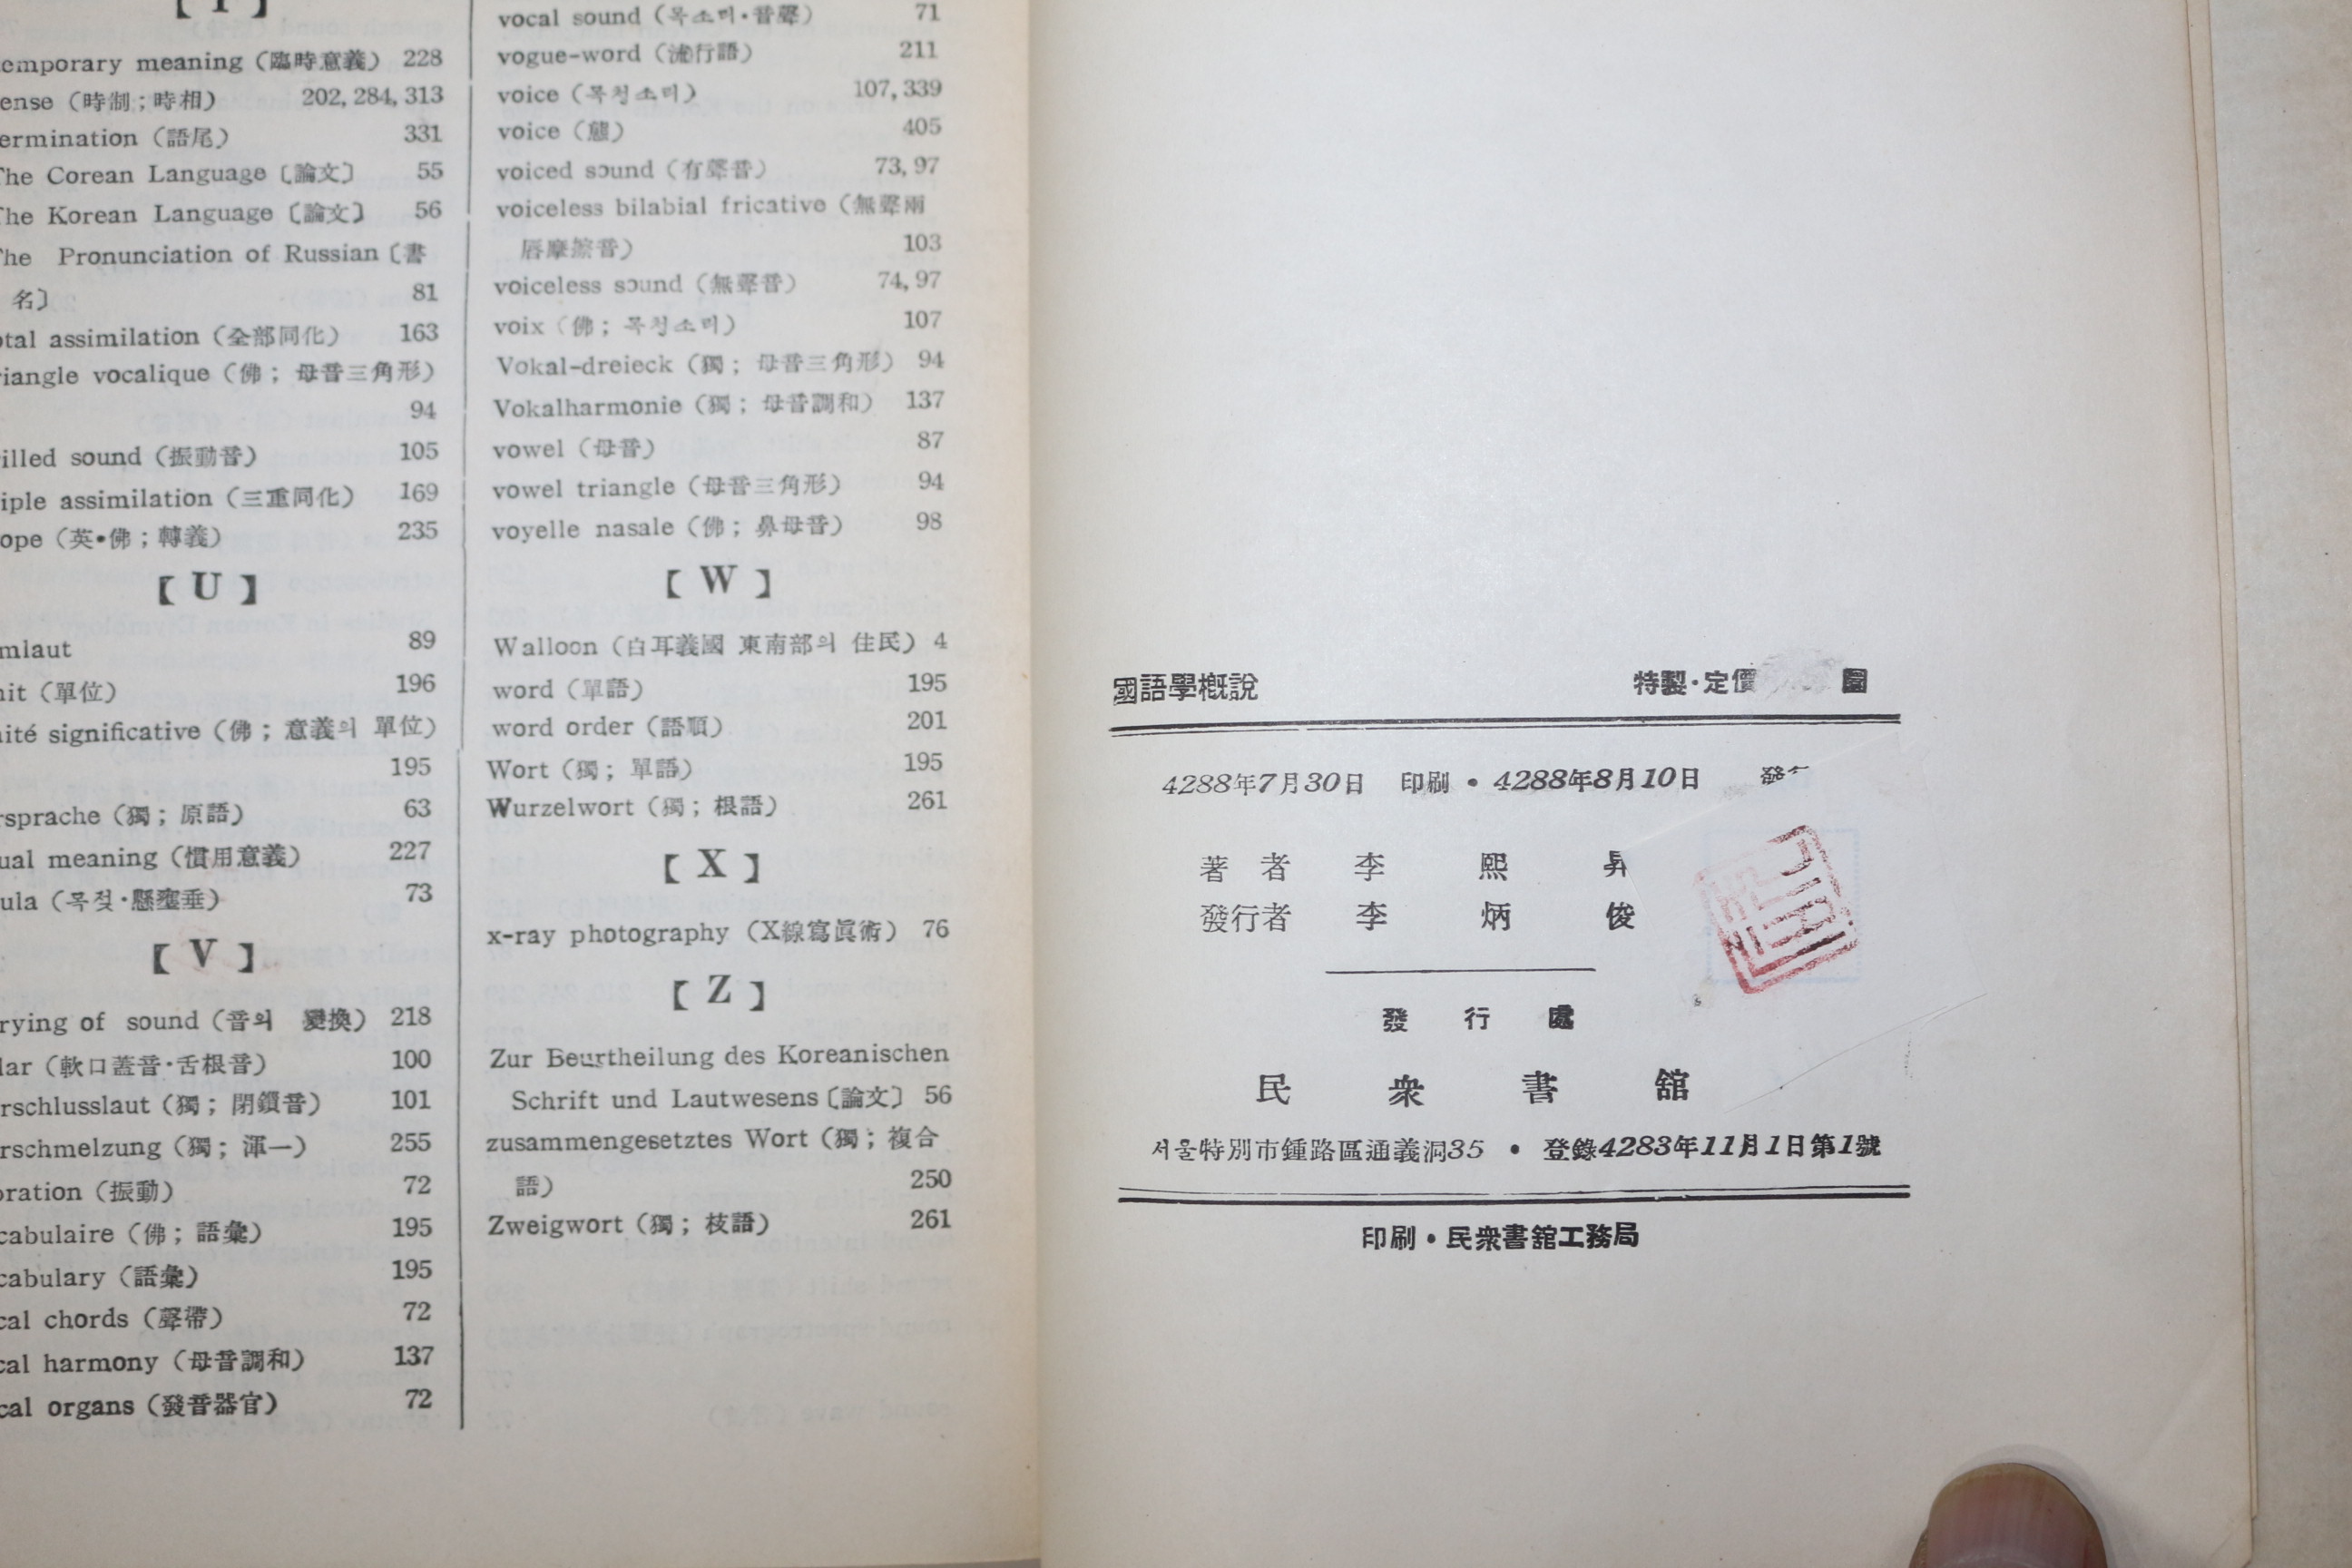 【 T 】
temporary meaning (臨時意義) 228
tense (時制 ; 時相) 202, 284, 313
termination (語尾) 331
The Corean Language〔論文〕 55
The Korean Language〔論文〕 56
The Pronunciation of Russian〔書
名〕 81
otal assimilation (全部同化) 163
riangle vocalique (佛 ; 母音三角形)
94
illed sound (振動音) 105
iple assimilation (三重同化) 169
ope (英•佛 ; 轉義) 235
【 U 】
mlaut 89
nit (單位) 196
ité significative (佛 ; 意義의 單位)
195
rsprache (獨 ; 原語) 63
ual meaning (慣用意義) 227
ula (목젖·懸壅垂) 73
【 V 】
rying of sound (音의 變換) 218
lar (軟口蓋音·舌根音) 100
rschlusslaut (獨 ; 閉鎖音) 101
rschmelzung (獨 ; 渾一) 255
oration (振動) 72
cabulaire (佛 ; 語彙) 195
cabulary (語彙) 195
cal chords (聲帶) 72
cal harmony (母音調和) 137
cal organs (發音器官) 72
vocal sound (목소리·音聲) 71
vogue-word (流行語) 211
voice (목청소리) 107, 339
voice (態) 405
voiced sound (有聲音) 73, 97
voiceless bilabial fricative (無聲兩
唇摩擦音) 103
voiceless sound (無聲音) 74, 97
voix (佛 ; 목청소리) 107
Vokal-dreieck (獨 ; 母音三角形) 94
Vokalharmonie (獨 ; 母音調和) 137
vowel (母音) 87
vowel triangle (母音三角形) 94
voyelle nasale (佛 ; 鼻母音) 98
【 W 】
Walloon (白耳義國 東南部의 住民) 4
word (單語) 195
word order (語順) 201
Wort (獨 ; 單語) 195
Wurzelwort (獨 ; 根語) 261
【 X 】
x-ray photography (X線寫眞術) 76
【 Z 】
Zur Beurtheilung des Koreanischen
Schrift und Lautwesens〔論文〕 56
zusammengesetztes Wort (獨 ; 複合
語) 250
Zweigwort (獨 ; 枝語) 261
國語學槪說 特製·定價 圜
4288年7月30日 印刷 • 4288年8月10日 發行
著者 李熙昇
發行者 李炳俊
發行處
民衆書舘
서울特別市鍾路區通義洞35 • 登錄4283年11月1日第1號
印刷 • 民衆書舘工務局